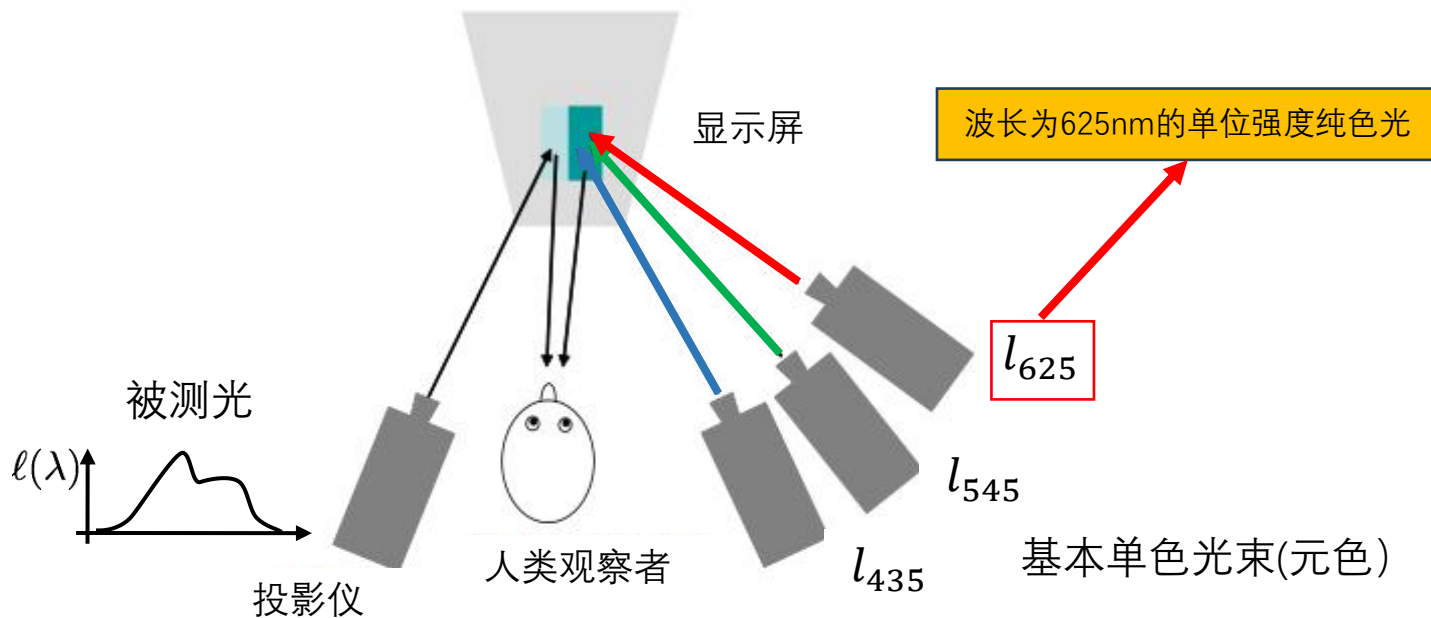 显示屏
波长为625nm的单位强度纯色光
被测光
ℓ(λ)
l₆₂₅
l₅₄₅
l₄₃₅
人类观察者
基本单色光束(元色）
投影仪